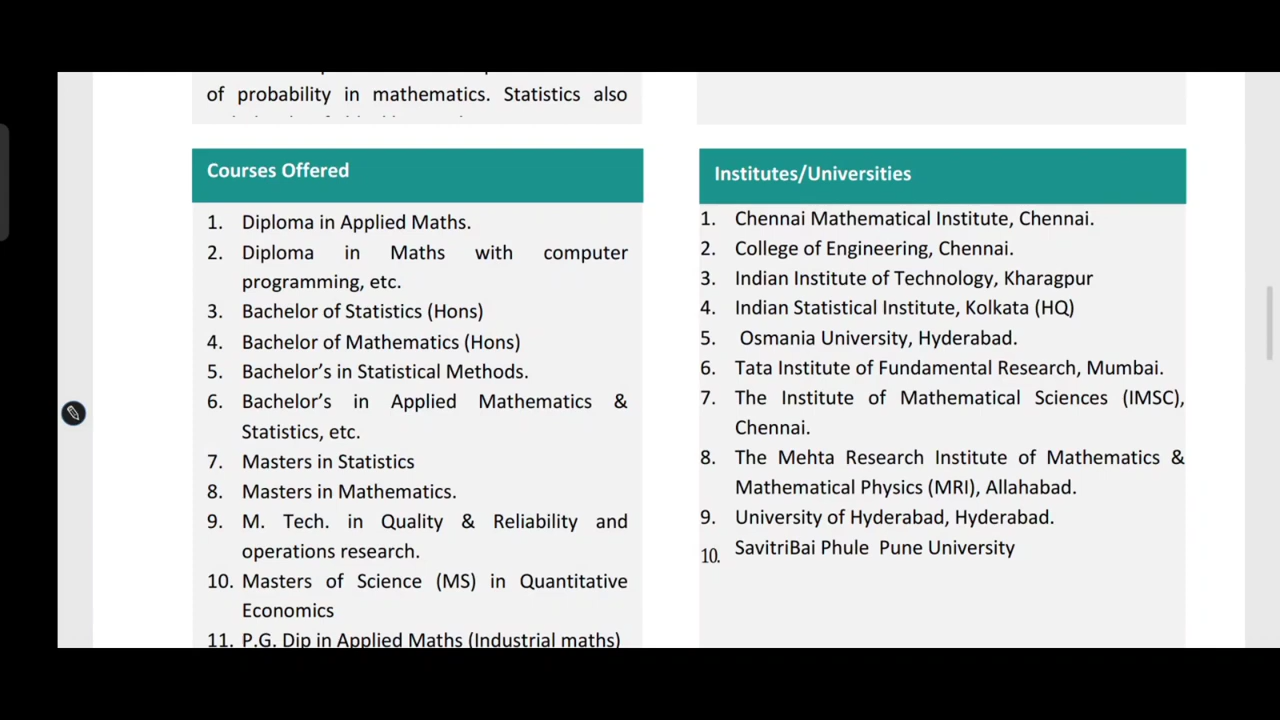 of probability in mathematics. Statistics also
Courses Offered
1. Diploma in Applied Maths.
2. Diploma in Maths with computer
programming, etc.
3. Bachelor of Statistics (Hons)
4. Bachelor of Mathematics (Hons)
5. Bachelor’s in Statistical Methods.
6. Bachelor’s in Applied Mathematics &
Statistics, etc.
7. Masters in Statistics
8. Masters in Mathematics.
9. M. Tech. in Quality & Reliability and
operations research.
10. Masters of Science (MS) in Quantitative
Economics
11. P.G. Dip in Applied Maths (Industrial maths)
Institutes/Universities
1. Chennai Mathematical Institute, Chennai.
2. College of Engineering, Chennai.
3. Indian Institute of Technology, Kharagpur
4. Indian Statistical Institute, Kolkata (HQ)
5. Osmania University, Hyderabad.
6. Tata Institute of Fundamental Research, Mumbai.
7. The Institute of Mathematical Sciences (IMSC),
Chennai.
8. The Mehta Research Institute of Mathematics &
Mathematical Physics (MRI), Allahabad.
9. University of Hyderabad, Hyderabad.
10. SavitriBai Phule Pune University